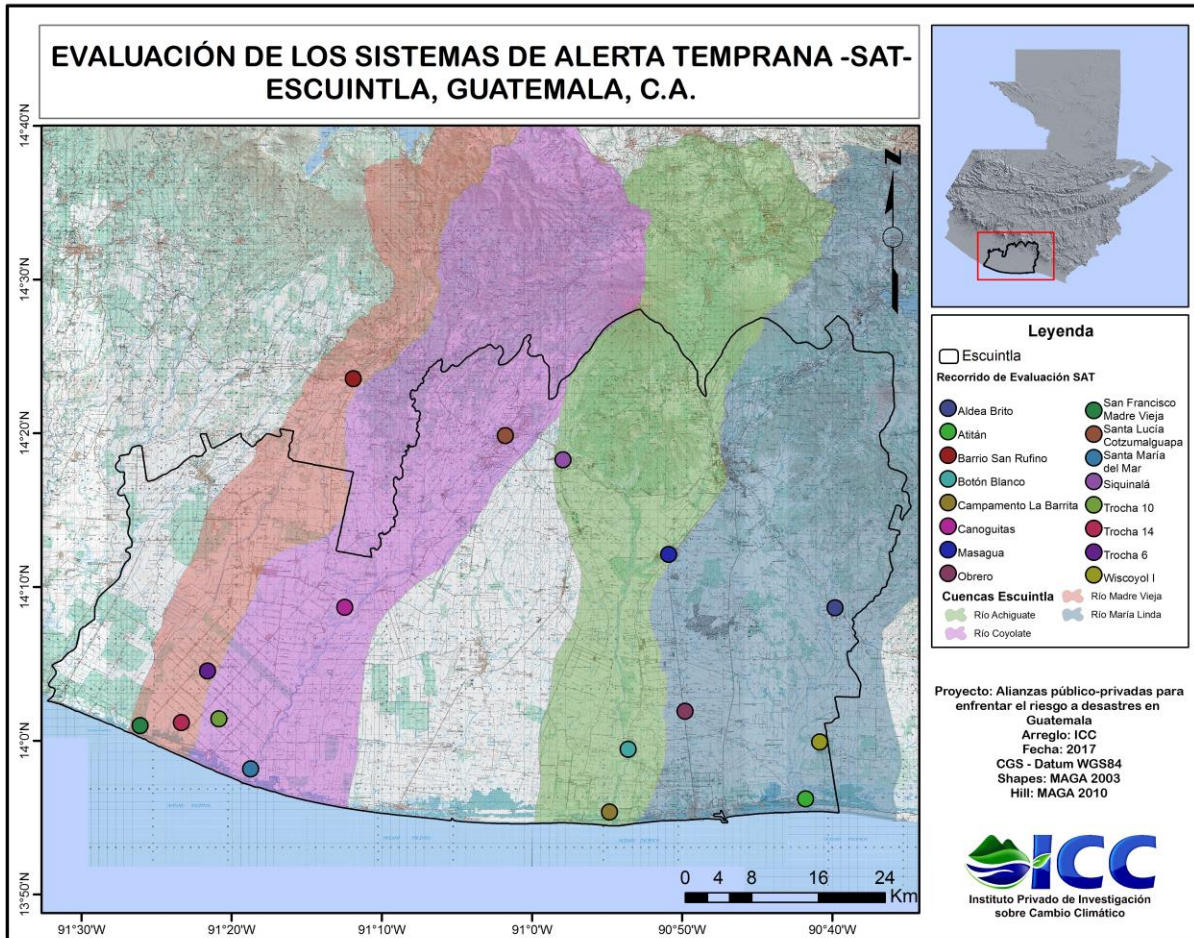 EVALUACIÓN DE LOS SISTEMAS DE ALERTA TEMPRANA -SAT-
ESCUINTLA, GUATEMALA, C.A.
14°40'N
14°30'N
14°20'N
14°10'N
14°0'N
13°50'N
91°30'W
91°20'W
91°10'W
91°0'W
90°50'W
90°40'W
N
0 4 8 16 24
Km
Leyenda
Escuintla
Recorrido de Evaluación SAT
Aldea Brito
Atitán
Barrio San Rufino
Botón Blanco
Campamento La Barrita
Canoguitas
Masagua
Obrero
San Francisco
Madre Vieja
Santa Lucía
Cotzumalguapa
Santa María
del Mar
Siquinalá
Trocha 10
Trocha 14
Trocha 6
Wiscoyol I
Cuencas Escuintla
Río Achiguate
Río Coyolate
Río Madre Vieja
Río María Linda
Proyecto: Alianzas público-privadas para
enfrentar el riesgo a desastres en
Guatemala
Arreglo: ICC
Fecha: 2017
CGS - Datum WGS84
Shapes: MAGA 2003
Hill: MAGA 2010
ICC
Instituto Privado de Investigación
sobre Cambio Climático